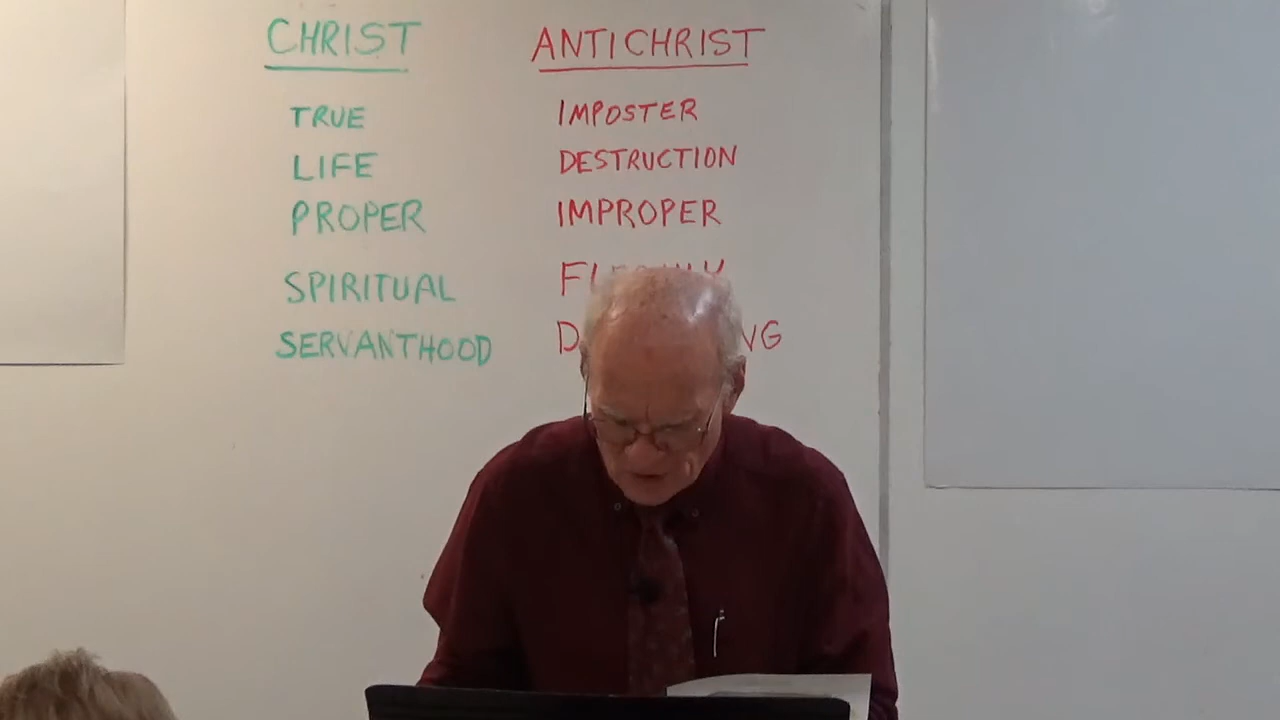 CHRIST
ANTICHRIST
TRUE
IMPOSTER
LIFE
DESTRUCTION
PROPER
IMPROPER
SPIRITUAL
SERVANTHOOD